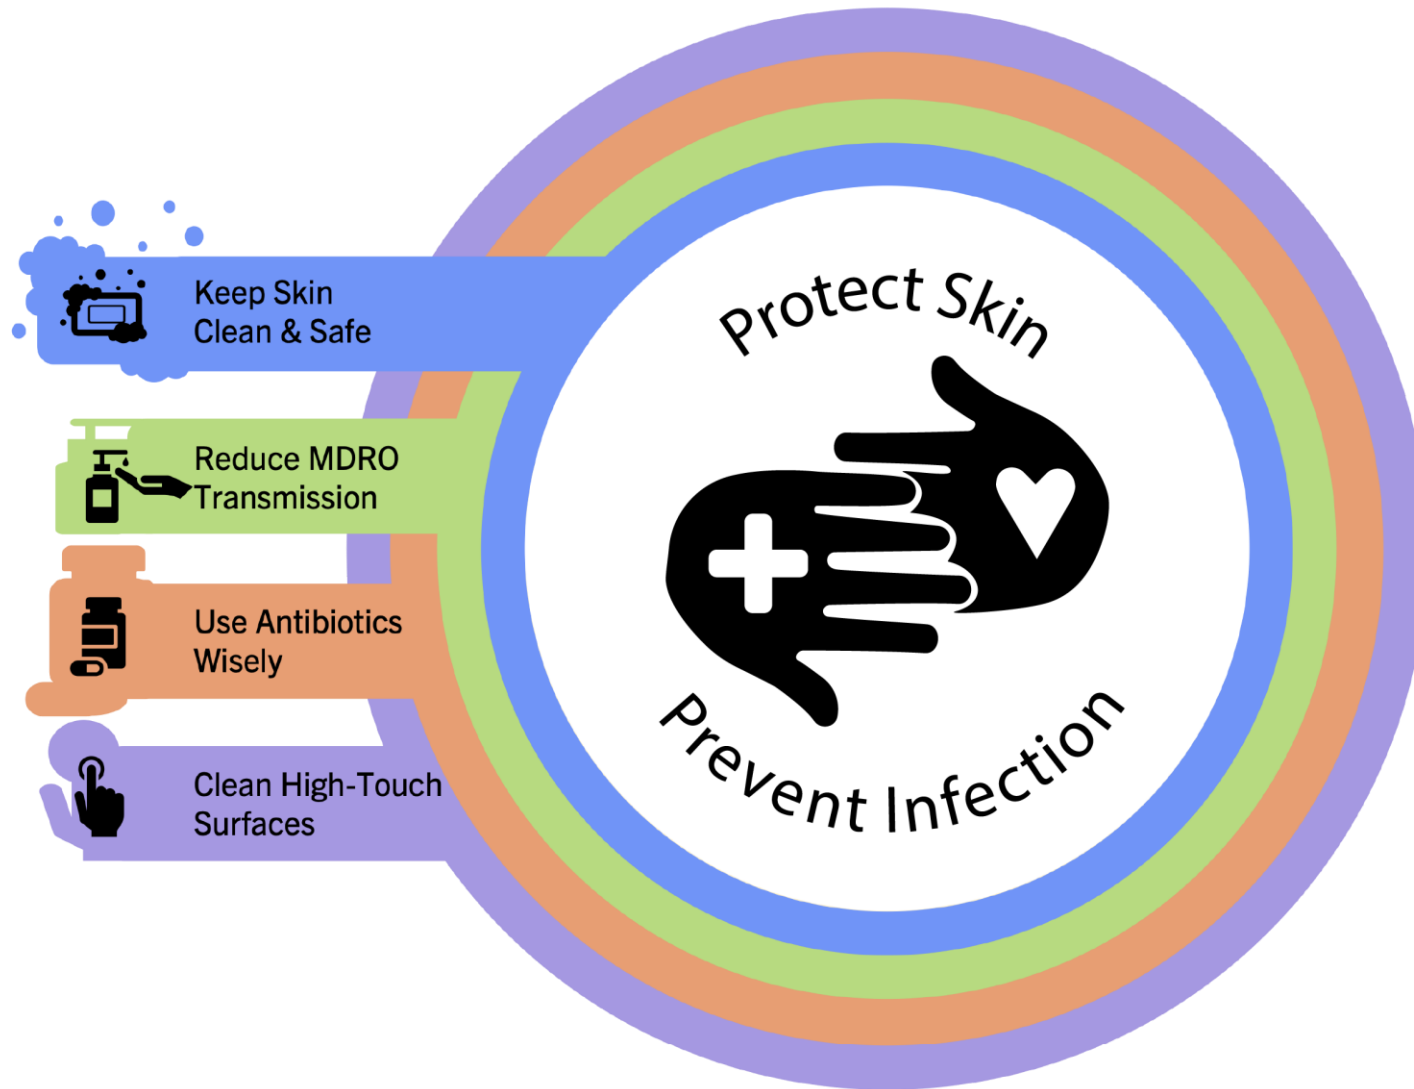 Keep Skin
Clean & Safe
Reduce MDRO
Transmission
Use Antibiotics
Wisely
Clean High-Touch
Surfaces
Protect Skin
Prevent Infection